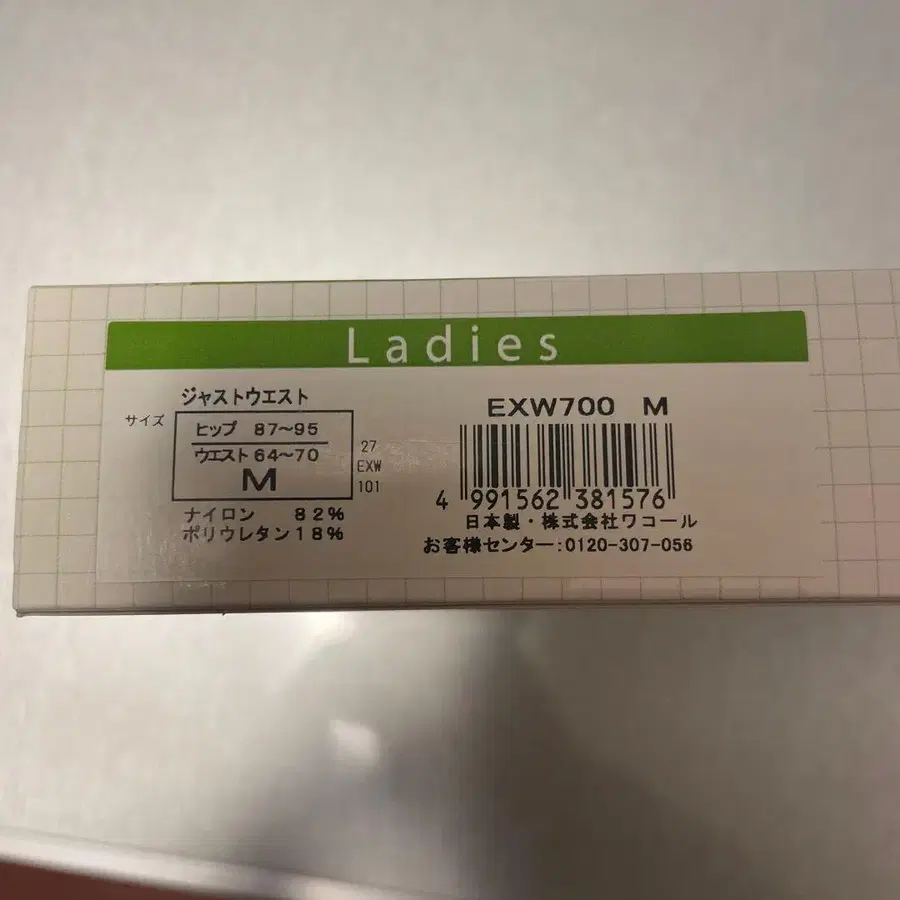 Ladies
ジャストウエスト
サイズ
ヒップ 87~95
ウエスト 64~70
M
27
EXW
101
ナイロン 82%
ポリウレタン18%
EXW700 M
4 991562 381576
日本製・株式会社ワコール
お客様センター:0120-307-056